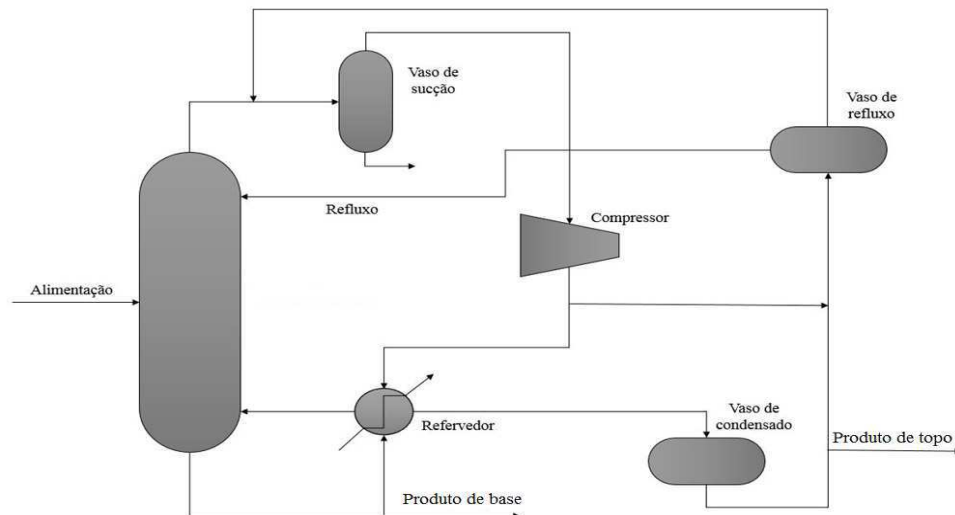 Vaso de
sucção
Vaso de
refluxo
Refluxo
Compressor
Alimentação
Refervedor
Vaso de
condensado
Produto de topo
Produto de base